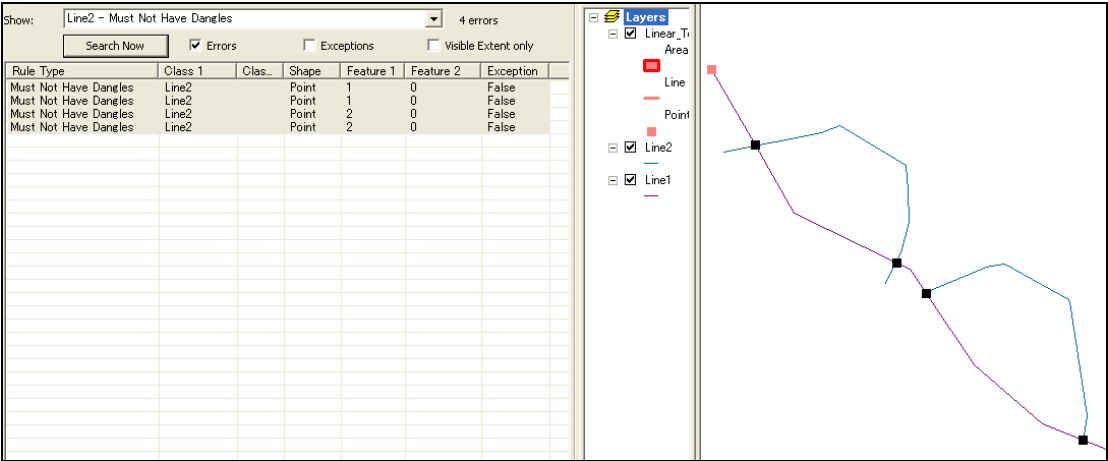 Show: Line2 - Must Not Have Dangles 4 errors
Search Now Errors Exceptions Visible Extent only
Rule Type Class 1 Clas... Shape Feature 1 Feature 2 Exception
Must Not Have Dangles Line2 Point 1 0 False
Must Not Have Dangles Line2 Point 1 0 False
Must Not Have Dangles Line2 Point 2 0 False
Must Not Have Dangles Line2 Point 2 0 False
Layers
Linear_T
Area
Line
Point
Line2
Line1